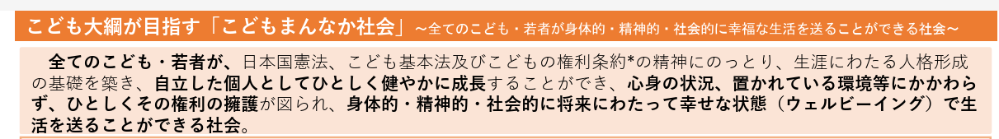 こども大綱が目指す「こどもまんなか社会」～全てのこども・若者が身体的・精神的・社会的に幸福な生活を送ることができる社会～
全てのこども・若者が、日本国憲法、こども基本法及びこどもの権利条約*の精神にのっとり、生涯にわたる人格形成
の基礎を築き、自立した個人としてひとしく健やかに成長することができ、心身の状況、置かれている環境等にかかわら
ず、ひとしくその権利の擁護が図られ、身体的・精神的・社会的に将来にわたって幸せな状態（ウェルビーイング）で生
活を送ることができる社会。